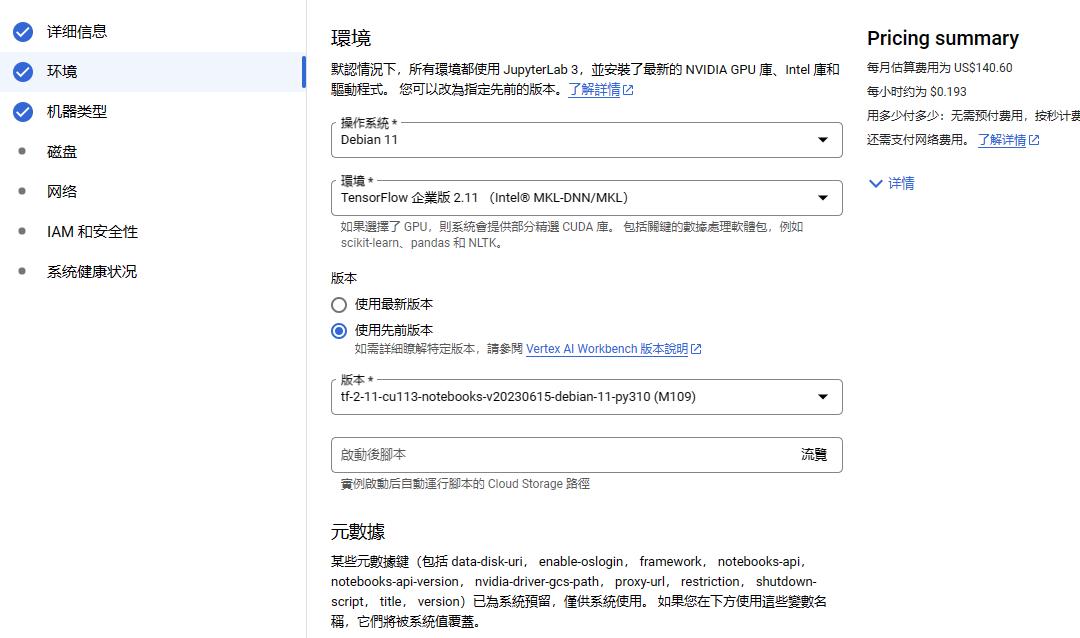 详细信息
环境
机器类型
磁盘
网络
IAM 和安全性
系统健康状况
環境
默認情況下，所有環境都使用 JupyterLab 3，並安裝了最新的 NVIDIA GPU 庫、Intel 庫和
驅動程式。 您可以改為指定先前的版本。了解詳情
操作系統 *
Debian 11
環境 *
TensorFlow 企業版 2.11 （Intel® MKL-DNN/MKL）
如果選擇了 GPU，則系統會提供部分精選 CUDA 庫。 包括關鍵的數據處理軟體包，例如
scikit-learn、pandas 和 NLTK。
版本
使用最新版本
使用先前版本
如需詳細瞭解特定版本，請參閱 Vertex AI Workbench 版本說明
版本 *
tf-2-11-cu113-notebooks-v20230615-debian-11-py310 (M109)
啟動後腳本
流覽
實例啟動后自動運行腳本的 Cloud Storage 路徑
元數據
某些元數據鍵（包括 data-disk-uri， enable-oslogin， framework， notebooks-api，
notebooks-api-version， nvidia-driver-gcs-path， proxy-url， restriction， shutdown-
script， title， version）已為系統預留，僅供系統使用。 如果您在下方使用這些變數名
稱，它們將被系統值覆蓋。
Pricing summary
每月估算费用为 US$140.60
每小时约为 $0.193
用多少付多少：无需预付费用，按秒计费
还需支付网络费用。 了解详情
详情